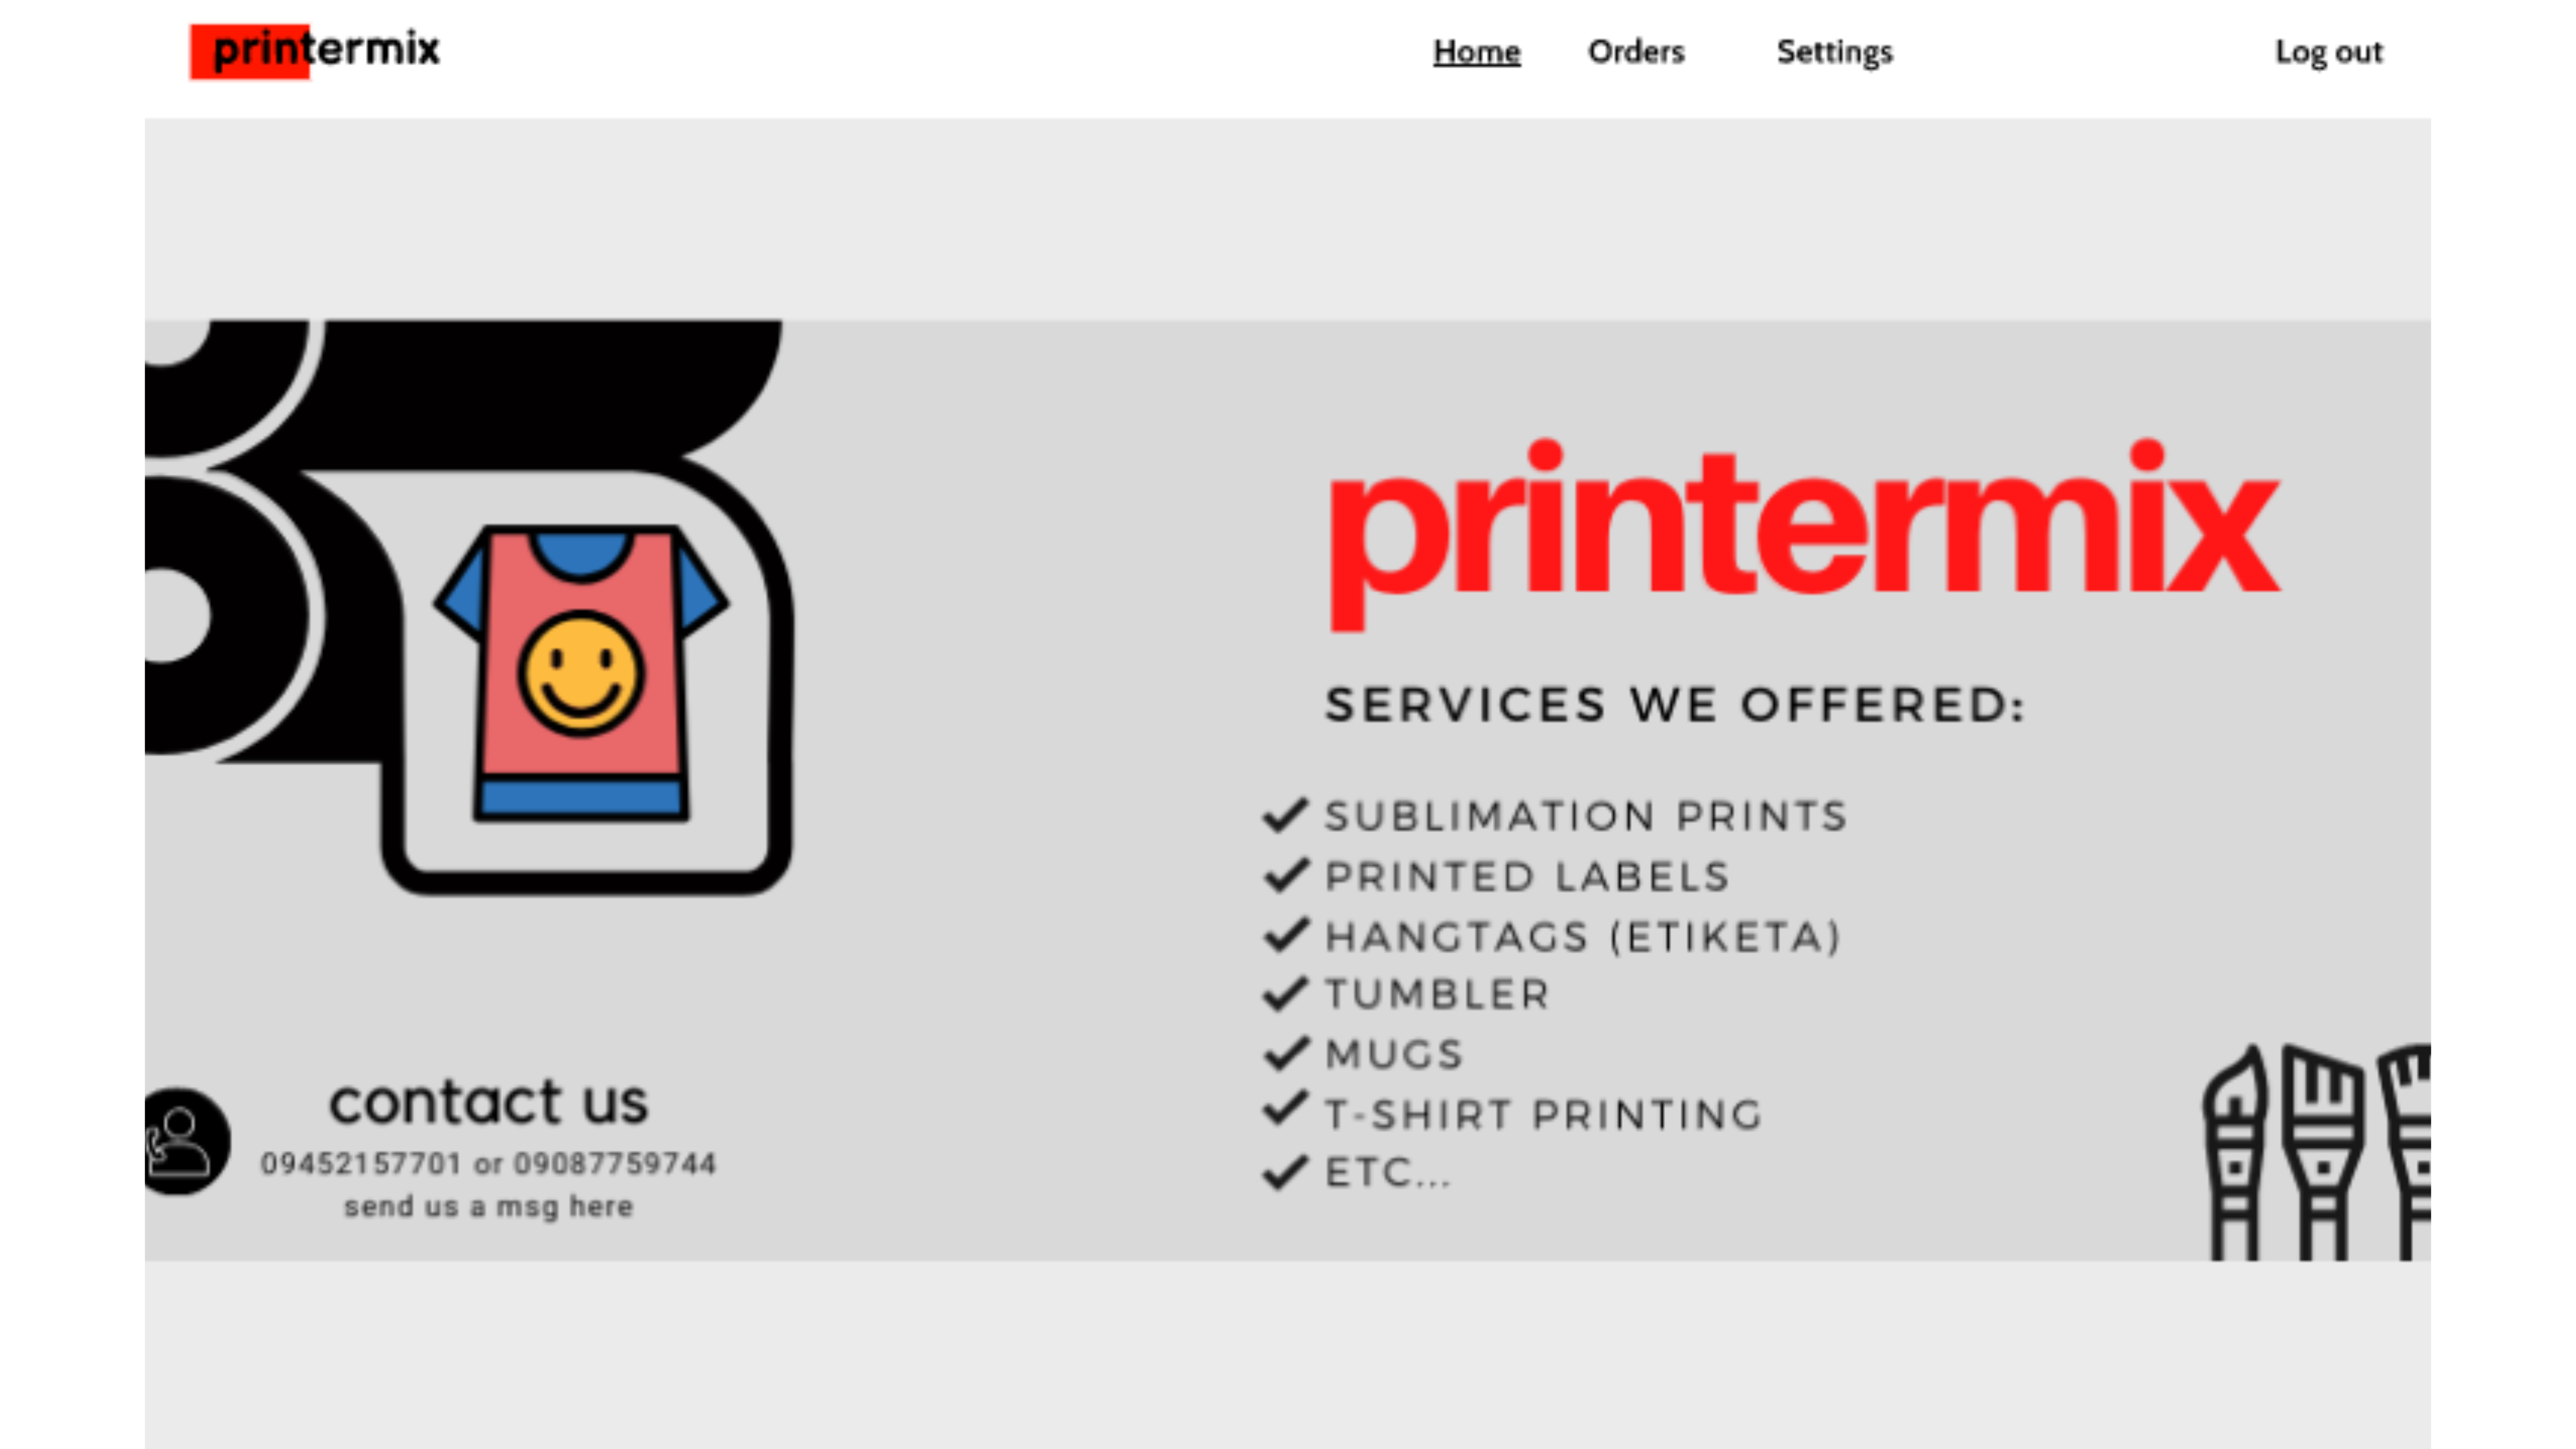 printermix
Home Orders Settings Log out
printermix
SERVICES WE OFFERED:
SUBLIMATION PRINTS
PRINTED LABELS
HANGTAGS (ETIKETA)
TUMBLER
MUGS
T-SHIRT PRINTING
ETC...
contact us
09452157701 or 09087759744
send us a msg here